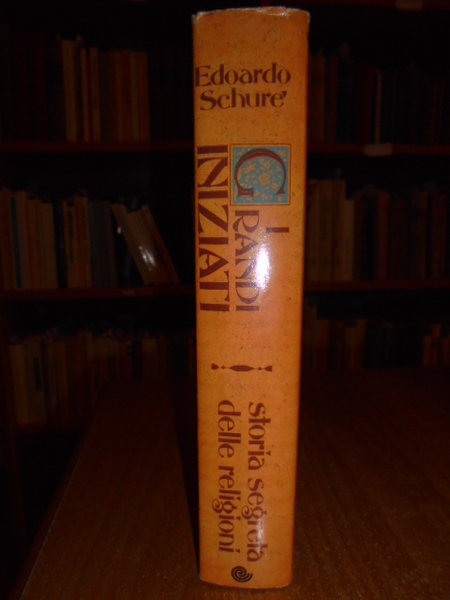 Edoardo
Schuré
I GRANDI
INIZIATI
storia segreta
delle religioni